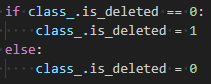 if class_.is_deleted == 0:
    class_.is_deleted = 1
else:
    class_.is_deleted = 0